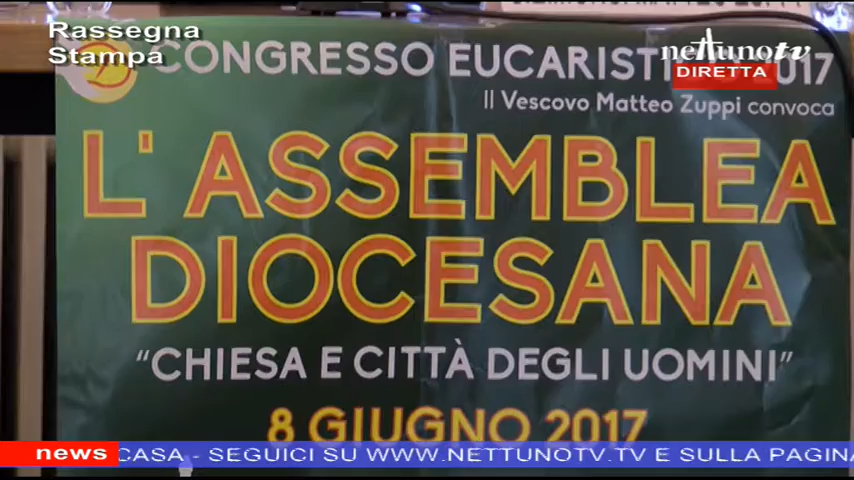 Rassegna
Stampa
nettunotv
DIRETTA
CONGRESSO EUCARISTI 2017
Il Vescovo Matteo Zuppi convoca
L'ASSEMBLEA
DIOCESANA
"CHIESA E CITTÀ DEGLI UOMINI"
8 GIUGNO 2017
news CASA - SEGUICI SU WWW.NETTUNOTV.TV E SULLA PAGINA